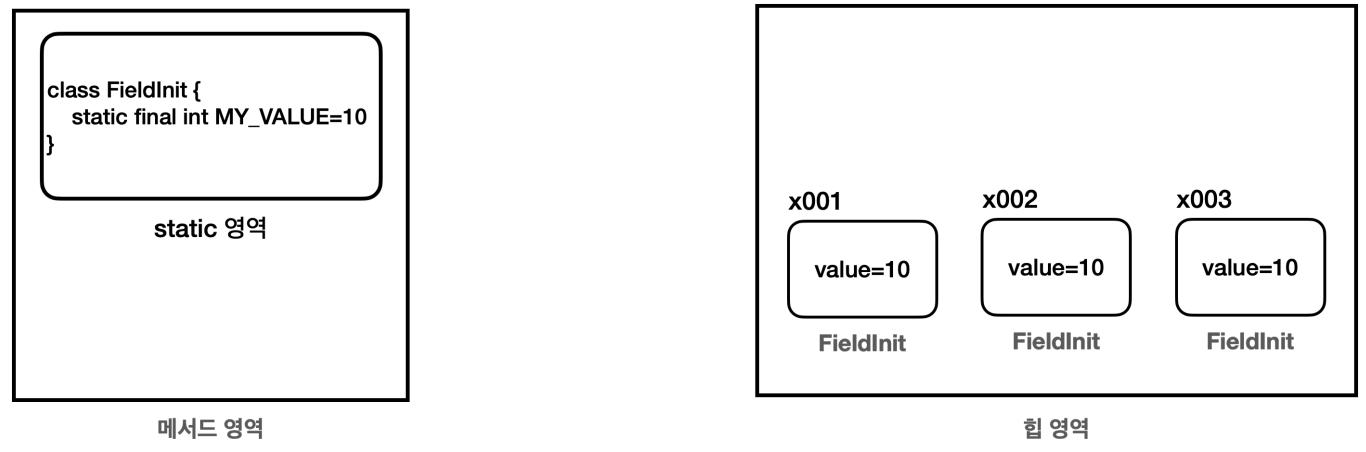 class FieldInit {
static final int MY_VALUE=10
}
static 영역
메서드 영역
x001
x002
x003
value=10
value=10
value=10
FieldInit
FieldInit
FieldInit
힙 영역